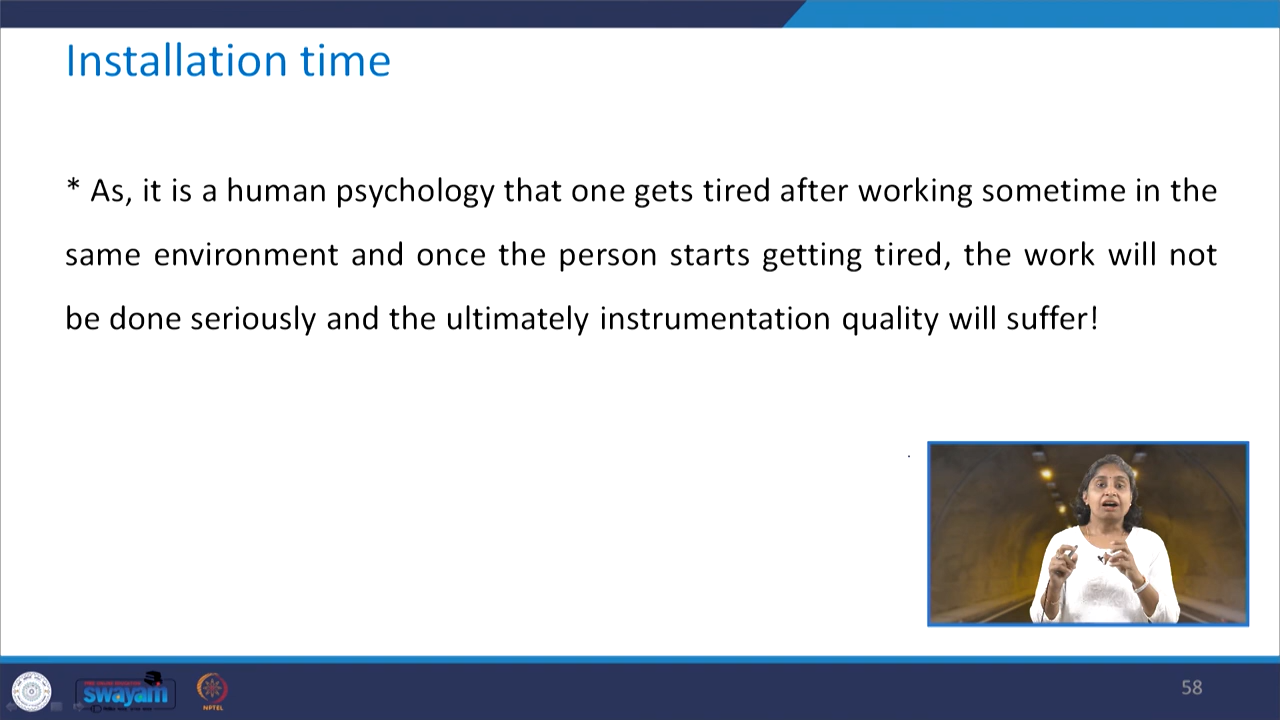 Installation time
* As, it is a human psychology that one gets tired after working sometime in the
same environment and once the person starts getting tired, the work will not
be done seriously and the ultimately instrumentation quality will suffer!
swayam
NPTEL
58